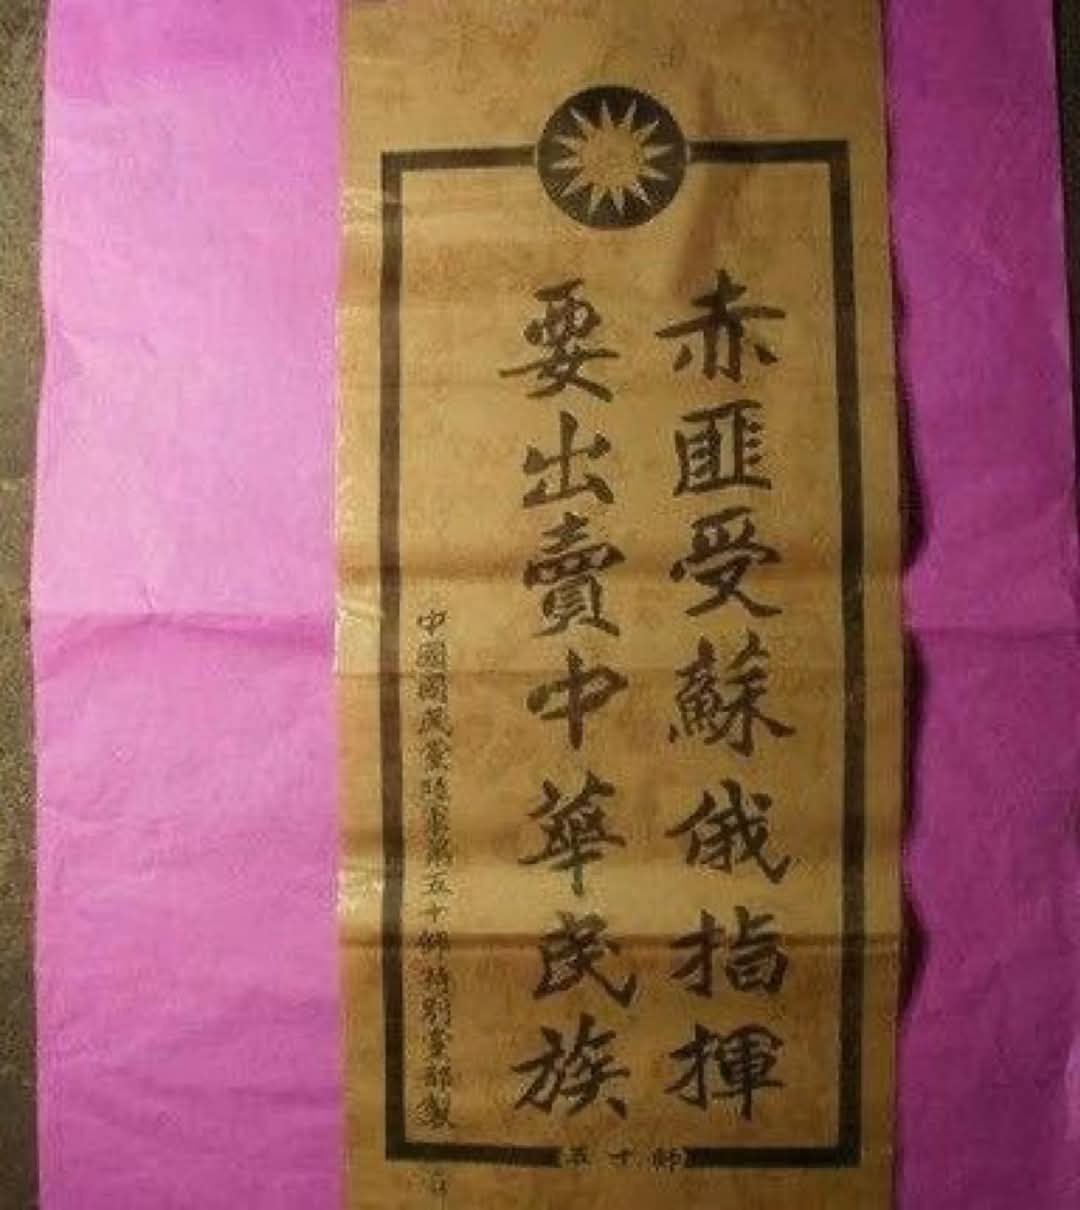 赤匪受蘇俄指揮
要出賣中華民族
中國國民黨陸軍第五十師特別黨部製
師十五